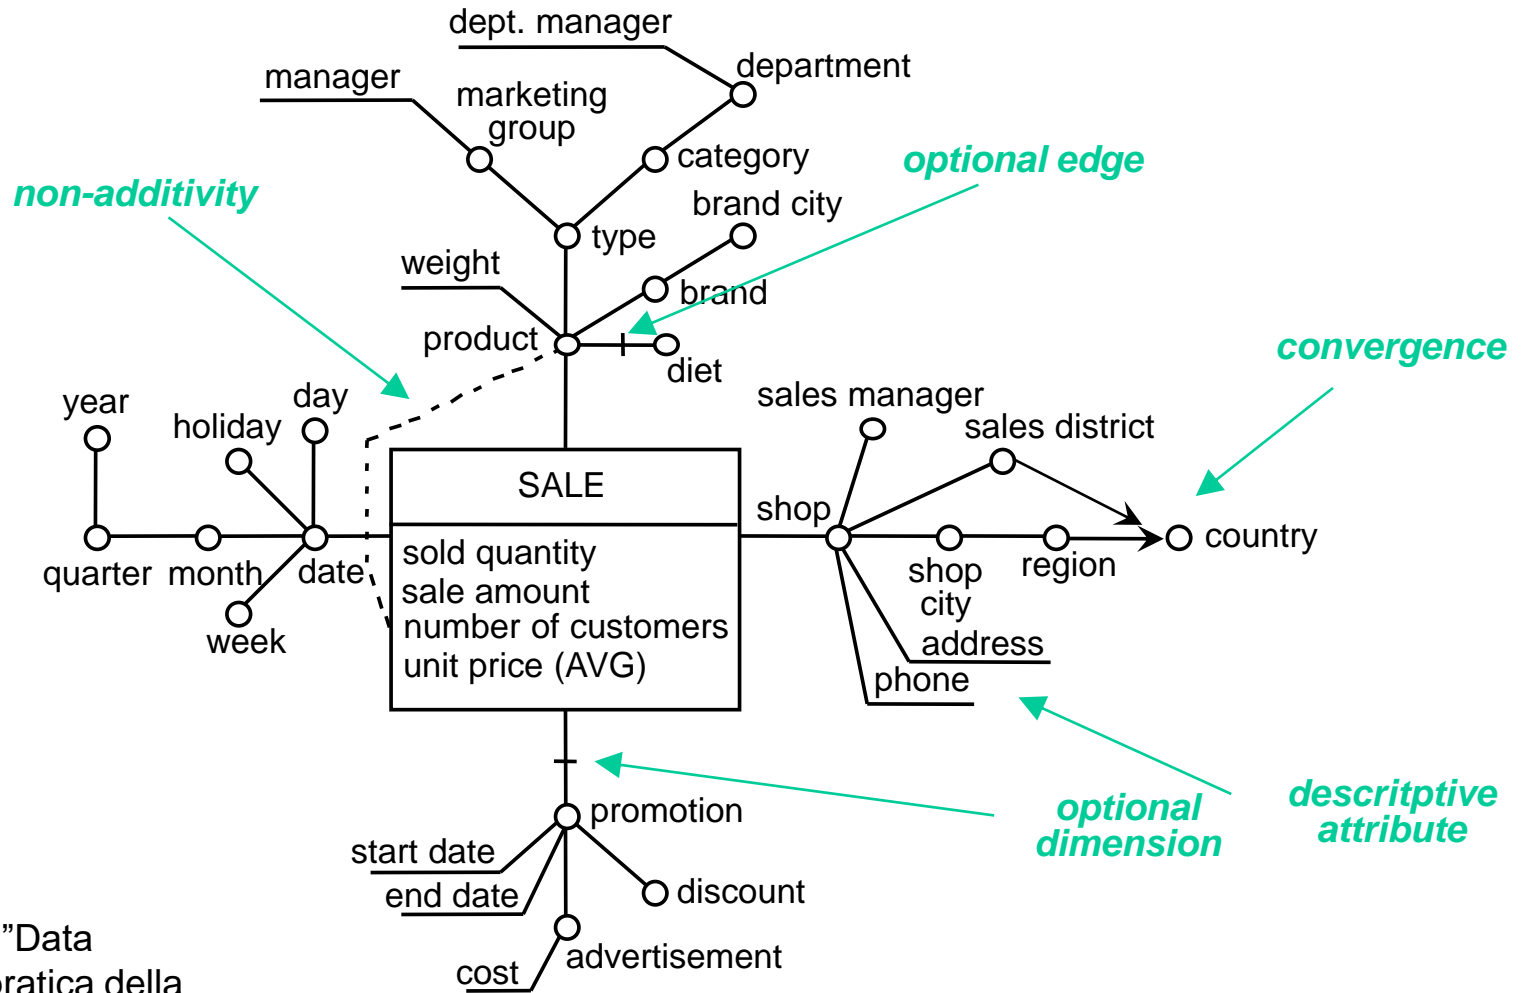 dept. manager
manager
department
marketing
group
category
optional edge
non-additivity
brand city
type
weight
brand
product
diet
convergence
year
holiday
day
sales manager
sales district
SALE
shop
country
quarter
month
date
sold quantity
sale amount
number of customers
unit price (AVG)
shop
city
region
week
address
phone
promotion
optional
dimension
descritptive
attribute
start date
end date
discount
advertisement
cost
”Data
pratica della